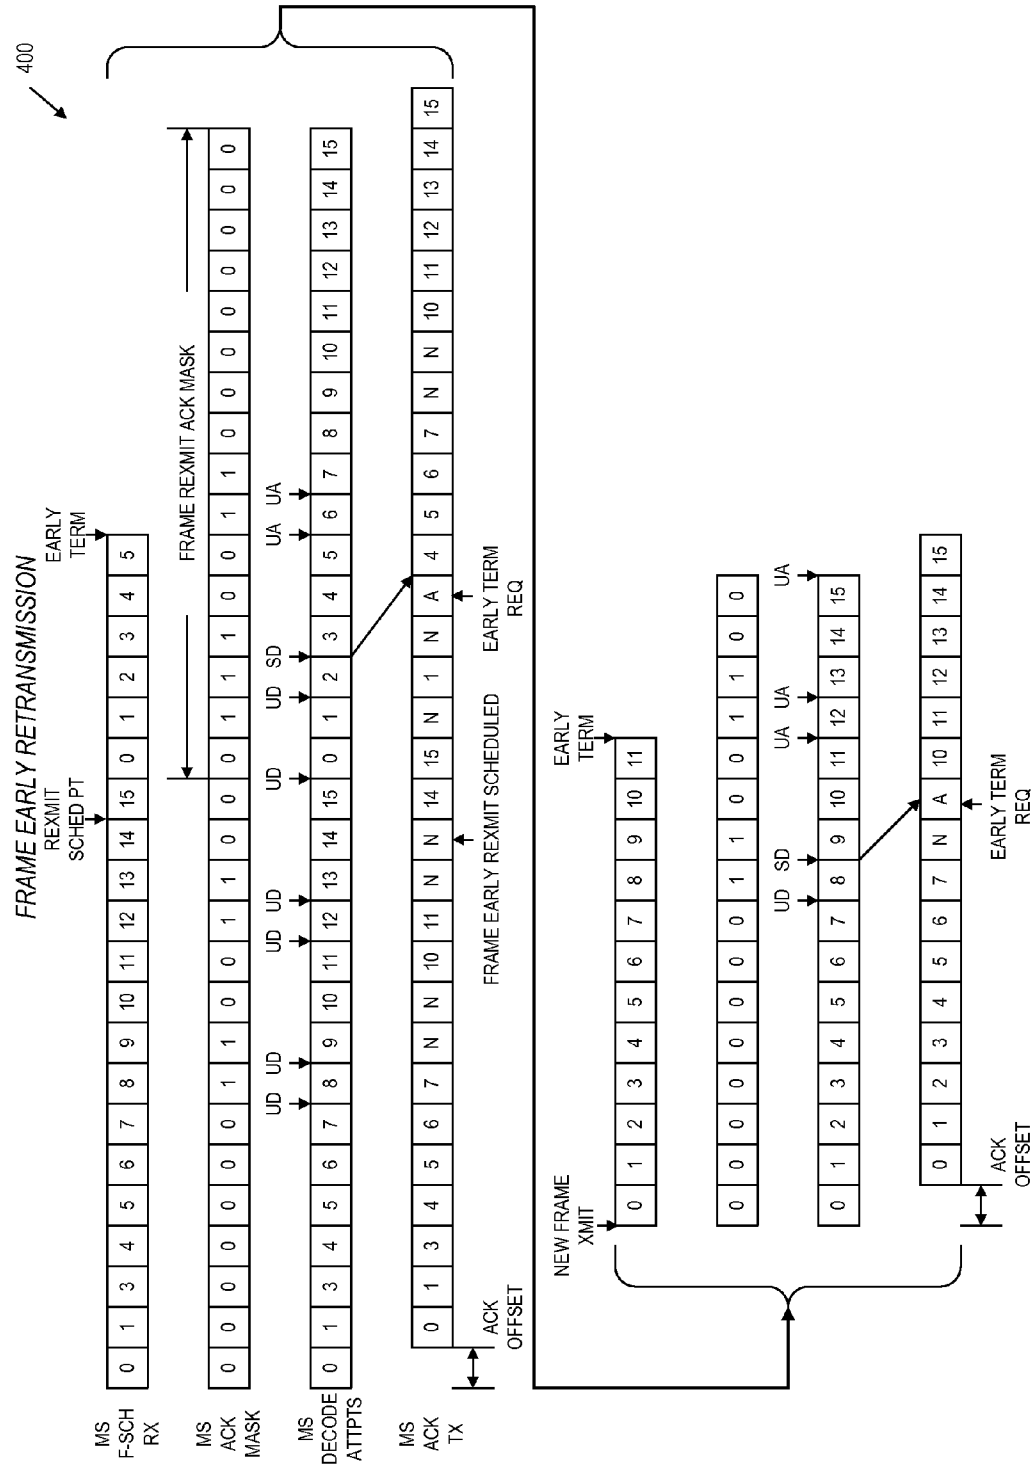 400
FRAME EARLY RETRANSMISSION
REXMIT
SCHED PT
EARLY
TERM
MS
F-SCH
RX
0 1 3 4 5 6 7 8 9 10 11 12 13 14 15 0 1 2 3 4 5
FRAME REXMIT ACK MASK
MS
ACK
MASK
0 0 0 0 0 0 0 1 1 0 0 1 1 0 0 0 1 1 1 0 0 1 1 0 0 0 0 0 0 0 0
UD UD UD UD UD UD SD UA UA
MS
DECODE
ATTPTS
0 1 3 4 5 6 7 8 9 10 11 12 13 14 15 0 1 2 3 4 5 6 7 8 9 10 11 12 13 14 15
MS
ACK
TX
0 1 3 4 5 6 7 N N 10 11 N N 14 15 N 1 N A 4 5 6 7 N N 10 11 12 13 14 15
ACK
OFFSET
FRAME EARLY REXMIT SCHEDULED
EARLY TERM
REQ
NEW FRAME
XMIT
EARLY
TERM
0 1 2 3 4 5 6 7 8 9 10 11
0 0 0 0 0 0 0 0 1 1 0 0 1 1 0 0
UD SD UA UA UA
0 1 2 3 4 5 6 7 8 9 10 11 12 13 14 15
0 1 2 3 4 5 6 7 N A 10 11 12 13 14 15
ACK
OFFSET
EARLY TERM
REQ